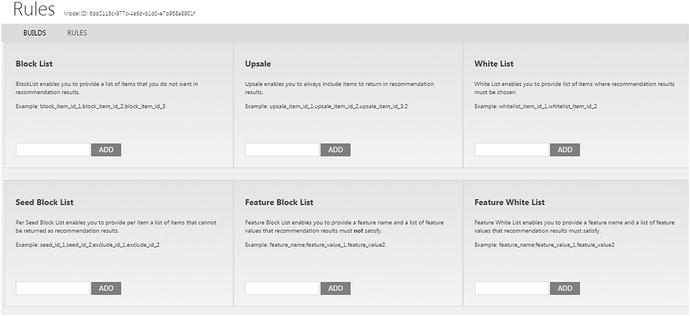 Rules
Model ID:
BUILDS RULES
Block List
BlockList enables you to provide a list of items that you do not want in
recommendation results.
Example: block_item_id_1,block_item_id_2,block_item_id_3
ADD
Upsale
Upsale enables you to always include items to return in recommendation
results.
Example: upsale_item_id_1,upsale_item_id_2,upsale_item_id_3;2
ADD
White List
White List enables you to provide list of items where recommendation results
must be chosen.
Example: whitelist_item_id_1,whitelist_item_id_2
ADD
Seed Block List
Per Seed Block List enables you to provide per item a list of items that cannot
be returned as recommendation results.
Example: seed_id_1,seed_id_2;exclude_id_1,exclude_id_2
ADD
Feature Block List
Feature Block List enables you to provide a feature name and a list of feature
values that recommendation results must not satisfy.
Example: feature_name;feature_value_1,feature_value2
ADD
Feature White List
Feature White List enables you to provide a feature name and a list of feature
values that recommendation results must satisfy.
Example: feature_name;feature_value_1,feature_value2
ADD